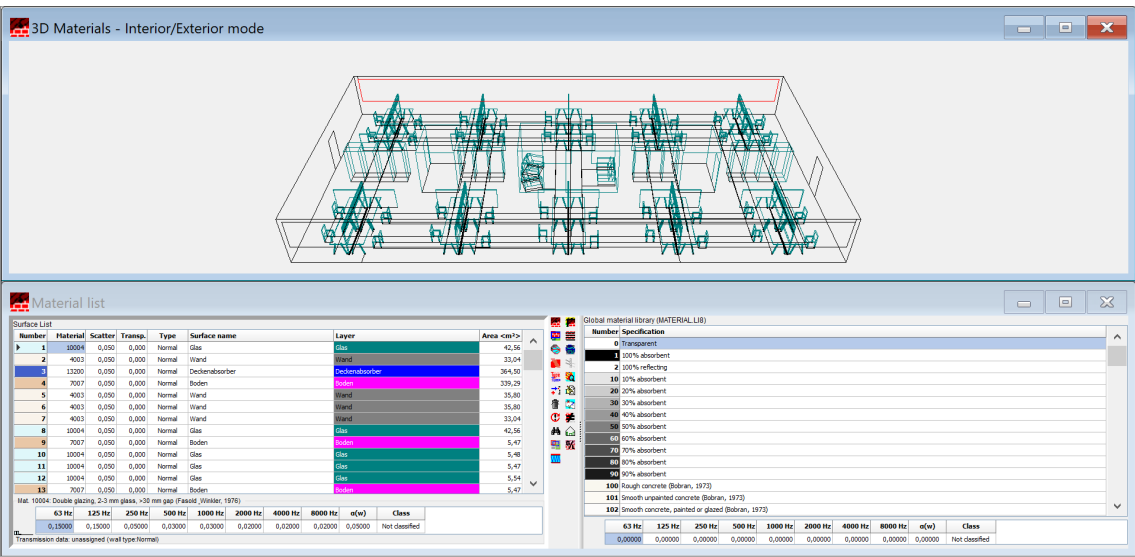 3D Materials - Interior/Exterior mode
Material list
Surface List
Number Material Scatter Transp. Type Surface name Layer Area <m²>
1 10004 0,050 0,000 Normal Glas Glas 42,56
2 4003 0,050 0,000 Normal Wand Wand 33,04
3 13200 0,050 0,000 Normal Deckenabsorber Deckenabsorber 364,50
4 7007 0,050 0,000 Normal Boden Boden 339,29
5 4003 0,050 0,000 Normal Wand Wand 35,80
6 4003 0,050 0,000 Normal Wand Wand 35,80
7 4003 0,050 0,000 Normal Wand Wand 33,04
8 10004 0,050 0,000 Normal Glas Glas 42,56
9 7007 0,050 0,000 Normal Boden Boden 5,47
10 10004 0,050 0,000 Normal Glas Glas 5,48
11 10004 0,050 0,000 Normal Glas Glas 5,47
12 10004 0,050 0,000 Normal Glas Glas 5,54
13 7007 0,050 0,000 Normal Boden Boden 5,47
Mat. 10004: Double glazing, 2-3 mm glass, >30 mm gap (Fasold ,Winkler, 1976)
63 Hz 125 Hz 250 Hz 500 Hz 1000 Hz 2000 Hz 4000 Hz 8000 Hz α(w) Class
0,15000 0,15000 0,05000 0,03000 0,03000 0,02000 0,02000 0,02000 0,05000 Not classified
Transmission data: unassigned (wall type:Normal)
Global material library (MATERIAL.LI8)
Number Specification
0 Transparent
1 100% absorbent
2 100% reflecting
10 10% absorbent
20 20% absorbent
30 30% absorbent
40 40% absorbent
50 50% absorbent
60 60% absorbent
70 70% absorbent
80 80% absorbent
90 90% absorbent
100 Rough concrete (Bobran, 1973)
101 Smooth unpainted concrete (Bobran, 1973)
102 Smooth concrete, painted or glazed (Bobran, 1973)
63 Hz 125 Hz 250 Hz 500 Hz 1000 Hz 2000 Hz 4000 Hz 8000 Hz α(w) Class
0,00000 0,00000 0,00000 0,00000 0,00000 0,00000 0,00000 0,00000 0,00000 Not classified